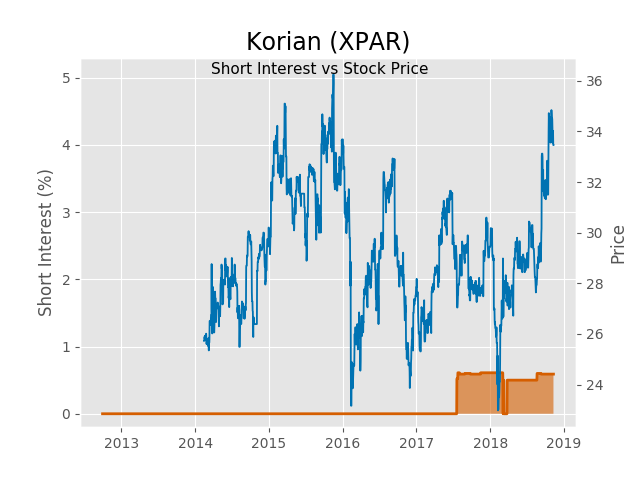 Korian (XPAR)
Short Interest vs Stock Price
Short Interest (%)
5
4
3
2
1
0
36
34
32
30
28
26
24
Price
2013 2014 2015 2016 2017 2018 2019